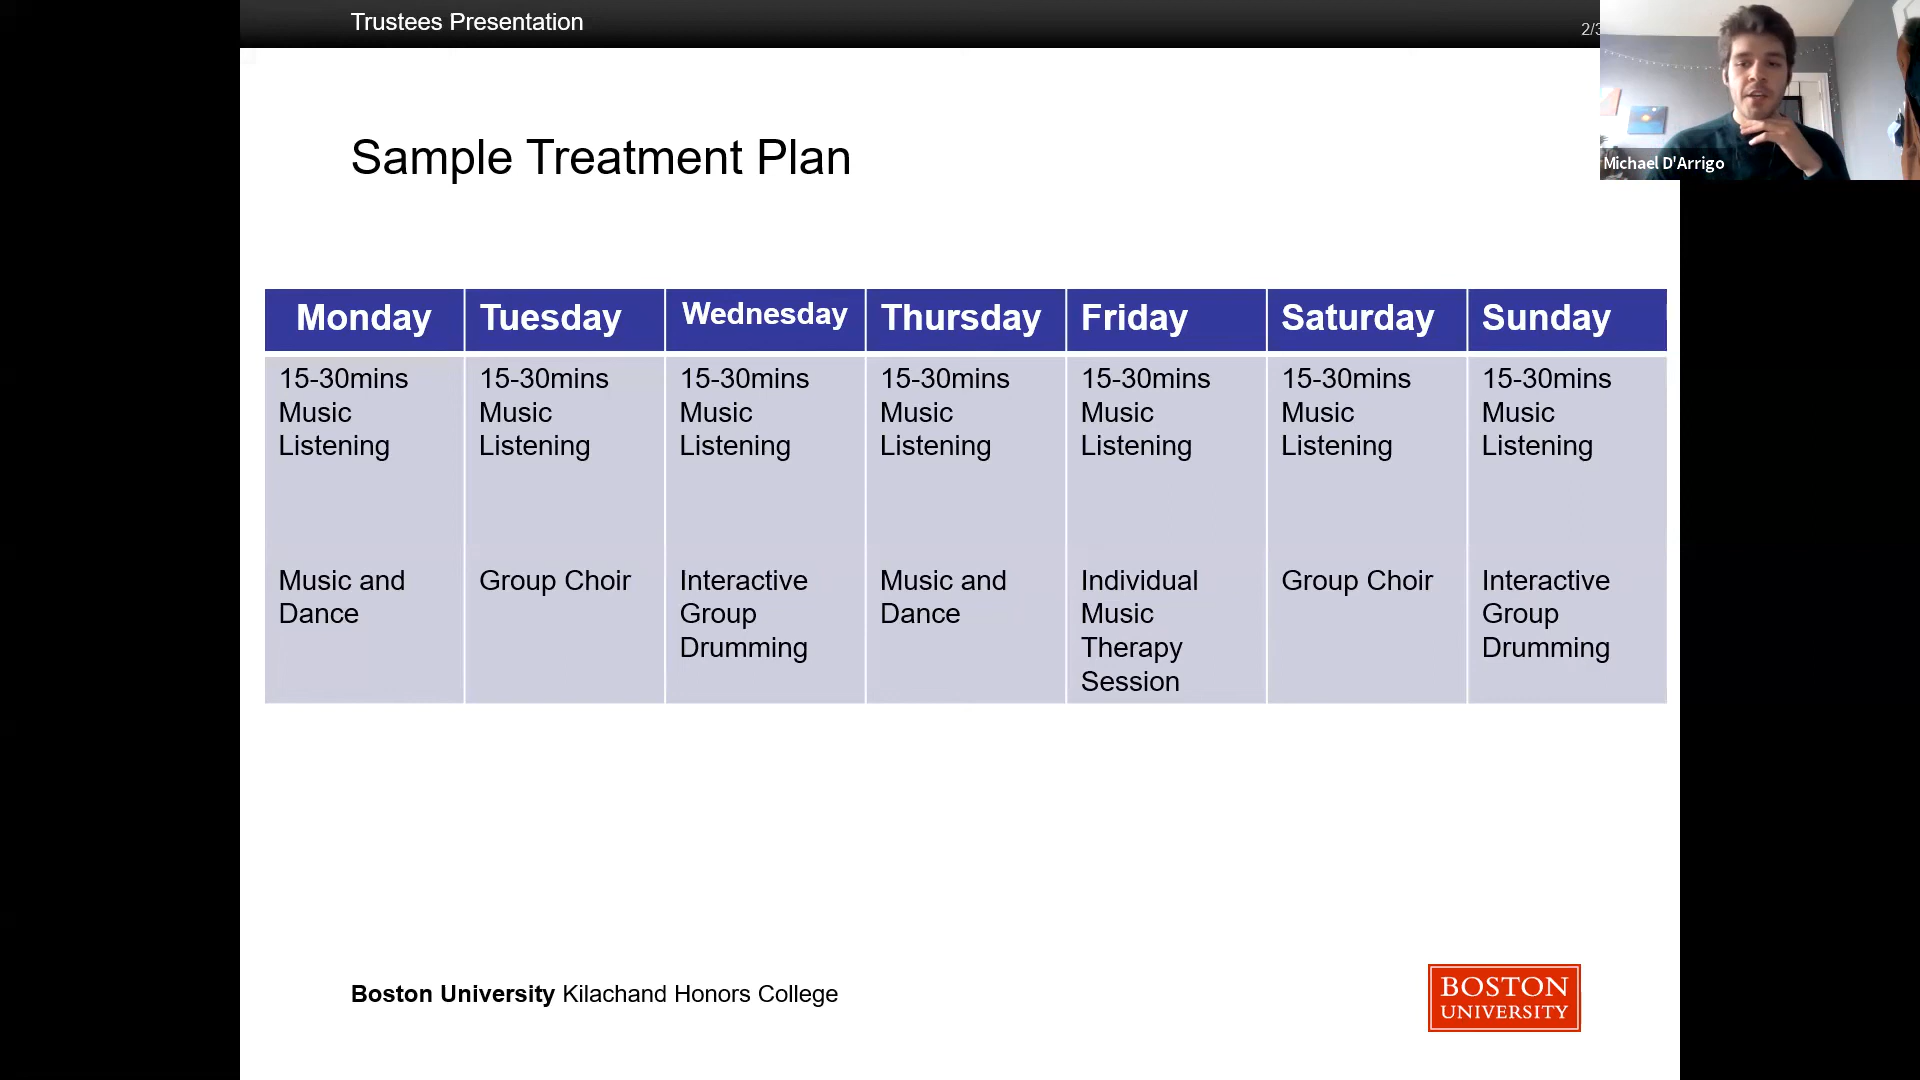 Trustees Presentation
2/3
Michael D'Arrigo
Sample Treatment Plan
Monday Tuesday Wednesday Thursday Friday Saturday Sunday
15-30mins 15-30mins 15-30mins 15-30mins 15-30mins 15-30mins 15-30mins
Music Music Music Music Music Music Music
Listening Listening Listening Listening Listening Listening Listening
Music and Group Choir Interactive Music and Individual Group Choir Interactive
Dance Group Dance Music Group
Drumming Therapy Drumming
Session
Boston University Kilachand Honors College
BOSTON
UNIVERSITY